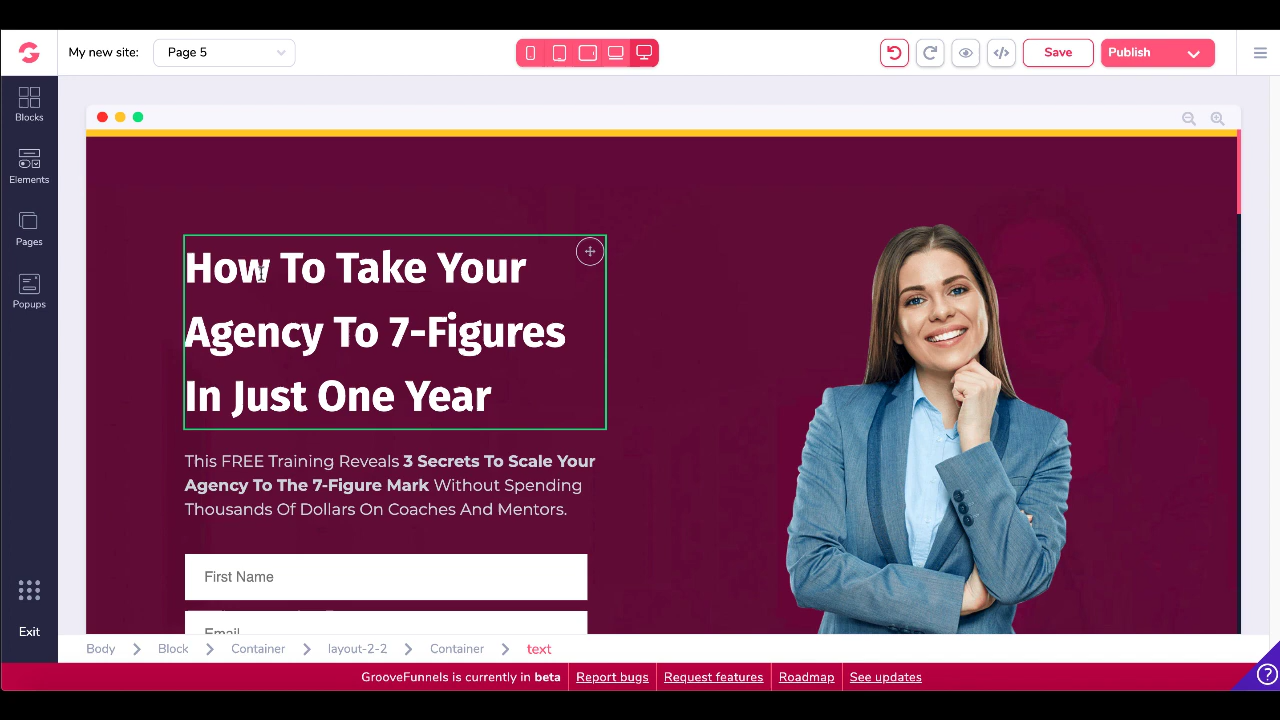 My new site:
Page 5
Save
Publish
Blocks
Elements
Pages
Popups
Exit
How To Take Your
Agency To 7-Figures
In Just One Year
This FREE Training Reveals 3 Secrets To Scale Your
Agency To The 7-Figure Mark Without Spending
Thousands Of Dollars On Coaches And Mentors.
First Name
Email
Body
Block
Container
layout-2-2
Container
text
GrooveFunnels is currently in beta
Report bugs
Request features
Roadmap
See updates